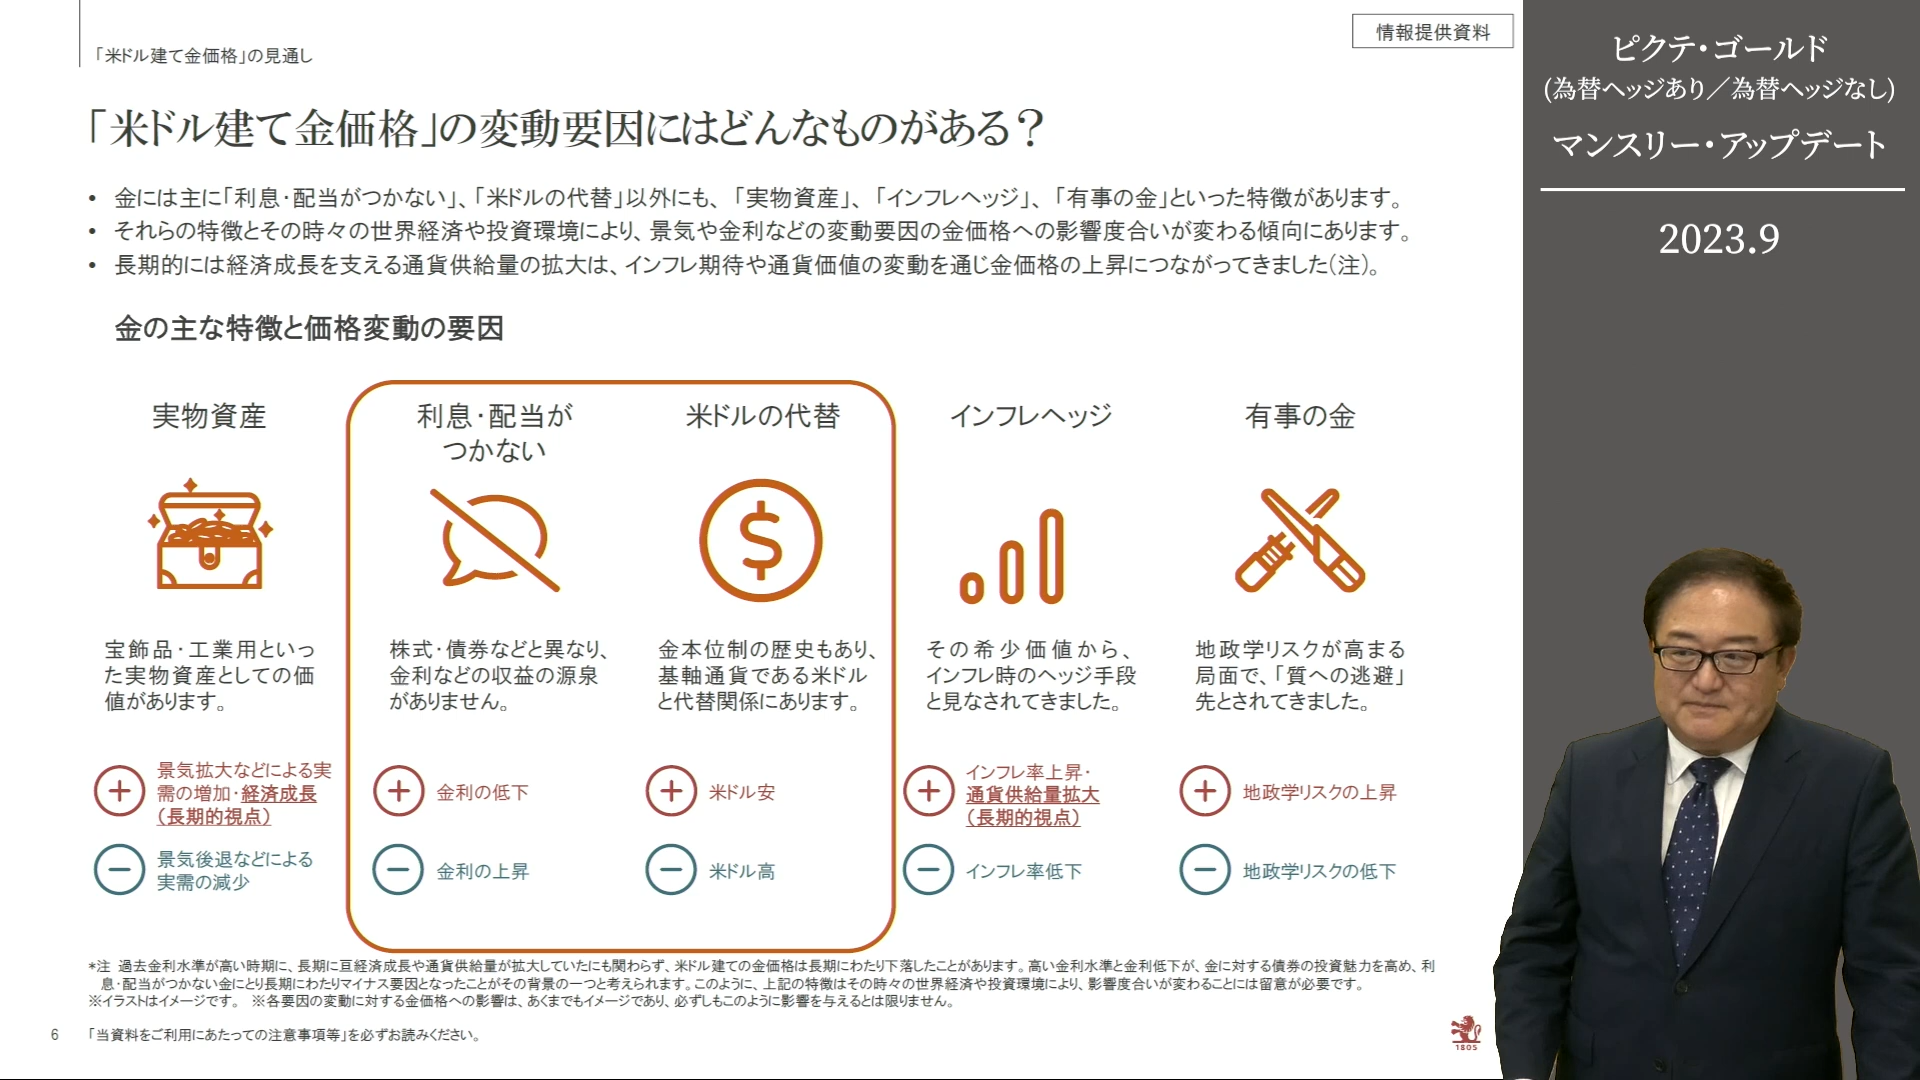 「米ドル建て金価格」の見通し
情報提供資料
「米ドル建て金価格」の変動要因にはどんなものがある？
• 金には主に「利息・配当がつかない」、「米ドルの代替」以外にも、「実物資産」、「インフレヘッジ」、「有事の金」といった特徴があります。
• それらの特徴とその時々の世界経済や投資環境により、景気や金利などの変動要因の金価格への影響度合いが変わる傾向にあります。
• 長期的には経済成長を支える通貨供給量の拡大は、インフレ期待や通貨価値の変動を通じ金価格の上昇につながってきました（注）。
金の主な特徴と価格変動の要因
実物資産
宝飾品・工業用といっ
た実物資産としての価
値があります。
+ 景気拡大などによる実
需の増加・経済成長
（長期的視点）
− 景気後退などによる
実需の減少
利息・配当が
つかない
株式・債券などと異なり、
金利などの収益の源泉
がありません。
+ 金利の低下
− 金利の上昇
米ドルの代替
$
金本位制の歴史もあり、
基軸通貨である米ドル
と代替関係にあります。
+ 米ドル安
− 米ドル高
インフレヘッジ
その希少価値から、
インフレ時のヘッジ手段
と見なされてきました。
+ インフレ率上昇・
通貨供給量拡大
（長期的視点）
− インフレ率低下
有事の金
地政学リスクが高まる
局面で、「質への逃避」
先とされてきました。
+ 地政学リスクの上昇
− 地政学リスクの低下
*注 過去金利水準が高い時期に、長期に亘経済成長や通貨供給量が拡大していたにも関わらず、米ドル建ての金価格は長期にわたり下落したことがあります。高い金利水準と金利低下が、金に対する債券の投資魅力を高め、利
息・配当がつかない金にとり長期にわたりマイナス要因となったことがその背景の一つと考えられます。このように、上記の特徴はその時々の世界経済や投資環境により、影響度合いが変わることには留意が必要です。
※イラストはイメージです。 ※各要因の変動に対する金価格への影響は、あくまでもイメージであり、必ずしもこのように影響を与えるとは限りません。
6 「当資料をご利用にあたっての注意事項等」を必ずお読みください。
1805
ピクテ・ゴールド
(為替ヘッジあり／為替ヘッジなし)
マンスリー・アップデート
2023.9